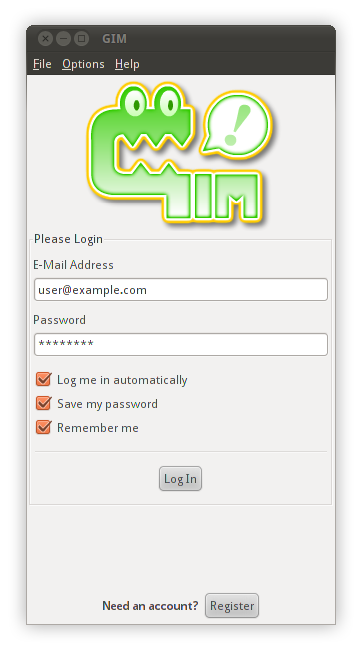 GIM
File Options Help
!
GIM
Please Login
E-Mail Address
user@example.com
Password
********
Log me in automatically
Save my password
Remember me
Log In
Need an account? Register